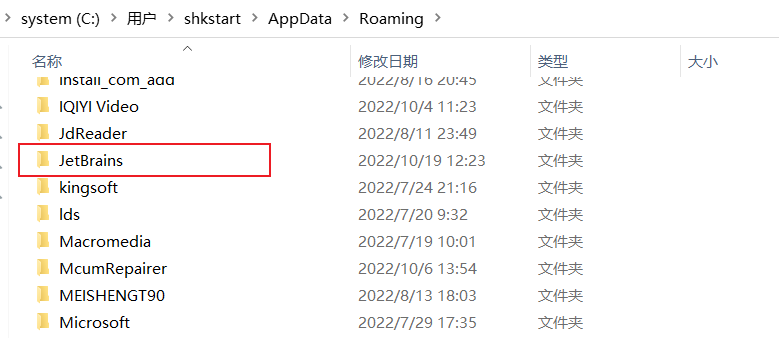 system (C:) > 用户 > shkstart > AppData > Roaming >
名称 修改日期 类型 大小
install_com_add 2022/8/16 20:45 文件夹
IQIYI Video 2022/10/4 11:23 文件夹
JdReader 2022/8/11 23:49 文件夹
JetBrains 2022/10/19 12:23 文件夹
kingsoft 2022/7/24 21:16 文件夹
lds 2022/7/20 9:32 文件夹
Macromedia 2022/7/19 10:01 文件夹
McumRepairer 2022/10/6 13:54 文件夹
MEISHENGT90 2022/8/13 18:03 文件夹
Microsoft 2022/7/29 17:35 文件夹